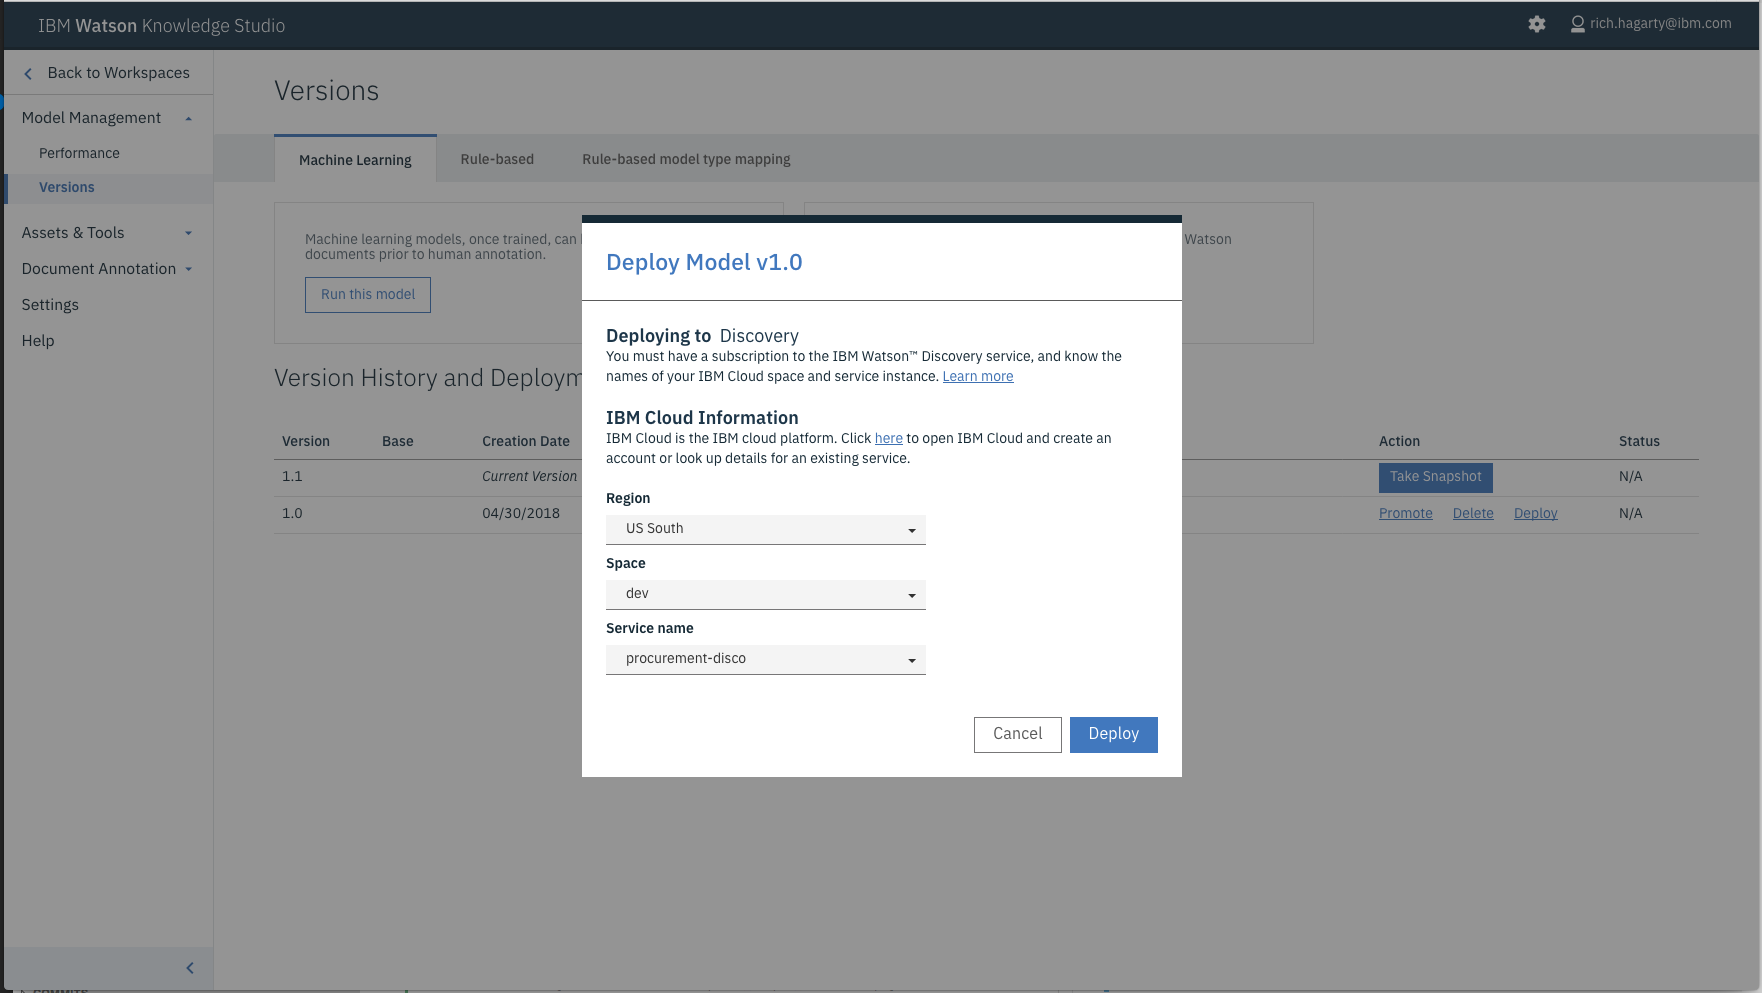 IBM Watson Knowledge Studio
rich.hagarty@ibm.com
Back to Workspaces
Model Management
Performance
Versions
Assets & Tools
Document Annotation
Settings
Help
Versions
Machine Learning
Rule-based
Rule-based model type mapping
Machine learning models, once trained, can
documents prior to human annotation.
Run this model
Watson
Version History and Deploym
Version Base Creation Date Action Status
1.1 Current Version Take Snapshot N/A
1.0 04/30/2018 Promote Delete Deploy N/A
Deploy Model v1.0
Deploying to Discovery
You must have a subscription to the IBM Watson™ Discovery service, and know the
names of your IBM Cloud space and service instance. Learn more
IBM Cloud Information
IBM Cloud is the IBM cloud platform. Click here to open IBM Cloud and create an
account or look up details for an existing service.
Region
US South
Space
dev
Service name
procurement-disco
Cancel
Deploy